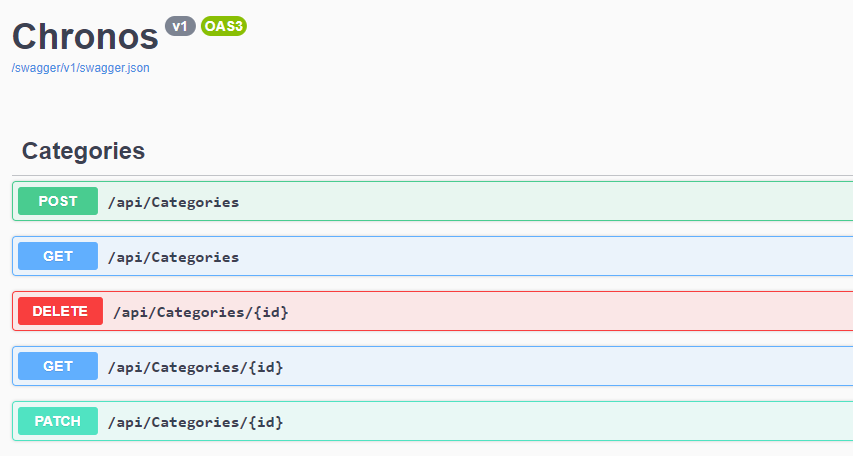 Chronos v1 OAS3
/swagger/v1/swagger.json
Categories
POST /api/Categories
GET /api/Categories
DELETE /api/Categories/{id}
GET /api/Categories/{id}
PATCH /api/Categories/{id}